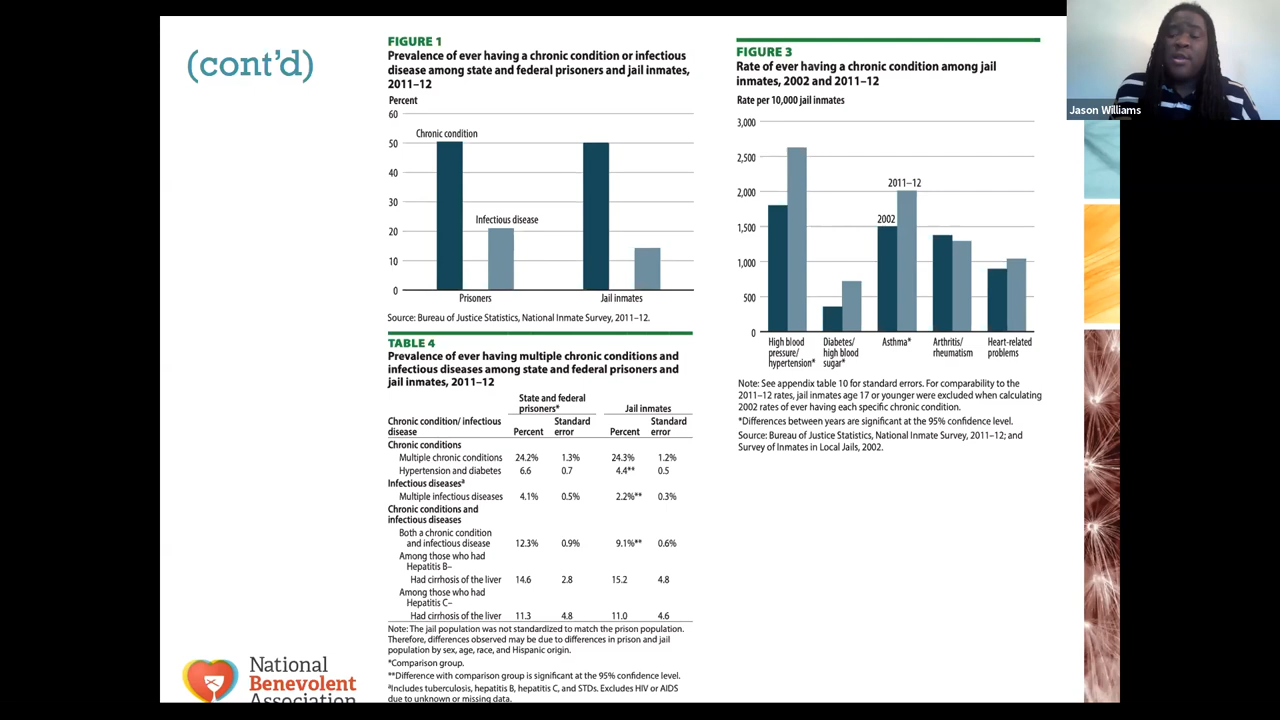 (cont'd)
FIGURE 1
Prevalence of ever having a chronic condition or infectious
disease among state and federal prisoners and jail inmates,
2011–12
Percent
60
50
40
30
20
10
0
Chronic condition
Infectious disease
Prisoners
Jail inmates
Source: Bureau of Justice Statistics, National Inmate Survey, 2011–12.
TABLE 4
Prevalence of ever having multiple chronic conditions and
infectious diseases among state and federal prisoners and
jail inmates, 2011–12
State and federal
prisoners*
Jail inmates
Chronic condition/ infectious
disease
Percent
Standard
error
Percent
Standard
error
Chronic conditions
Multiple chronic conditions 24.2% 1.3% 24.3% 1.2%
Hypertension and diabetes 6.6 0.7 4.4** 0.5
Infectious diseasesª
Multiple infectious diseases 4.1% 0.5% 2.2%** 0.3%
Chronic conditions and
infectious diseases
Both a chronic condition
and infectious disease 12.3% 0.9% 9.1%** 0.6%
Among those who had
Hepatitis B–
Had cirrhosis of the liver 14.6 2.8 15.2 4.8
Among those who had
Hepatitis C–
Had cirrhosis of the liver 11.3 4.8 11.0 4.6
Note: The jail population was not standardized to match the prison population.
Therefore, differences observed may be due to differences in prison and jail
population by sex, age, race, and Hispanic origin.
*Comparison group.
**Difference with comparison group is significant at the 95% confidence level.
ªIncludes tuberculosis, hepatitis B, hepatitis C, and STDs. Excludes HIV or AIDS
due to unknown or missing data.
FIGURE 3
Rate of ever having a chronic condition among jail
inmates, 2002 and 2011–12
Rate per 10,000 jail inmates
3,000
2,500
2,000
1,500
1,000
500
0
2002
2011–12
High blood
pressure/
hypertension*
Diabetes/
high blood
sugar*
Asthma*
Arthritis/
rheumatism
Heart-related
problems
Note: See appendix table 10 for standard errors. For comparability to the
2011–12 rates, jail inmates age 17 or younger were excluded when calculating
2002 rates of ever having each specific chronic condition.
*Differences between years are significant at the 95% confidence level.
Source: Bureau of Justice Statistics, National Inmate Survey, 2011–12; and
Survey of Inmates in Local Jails, 2002.
Jason Williams
National
Benevolent
Association